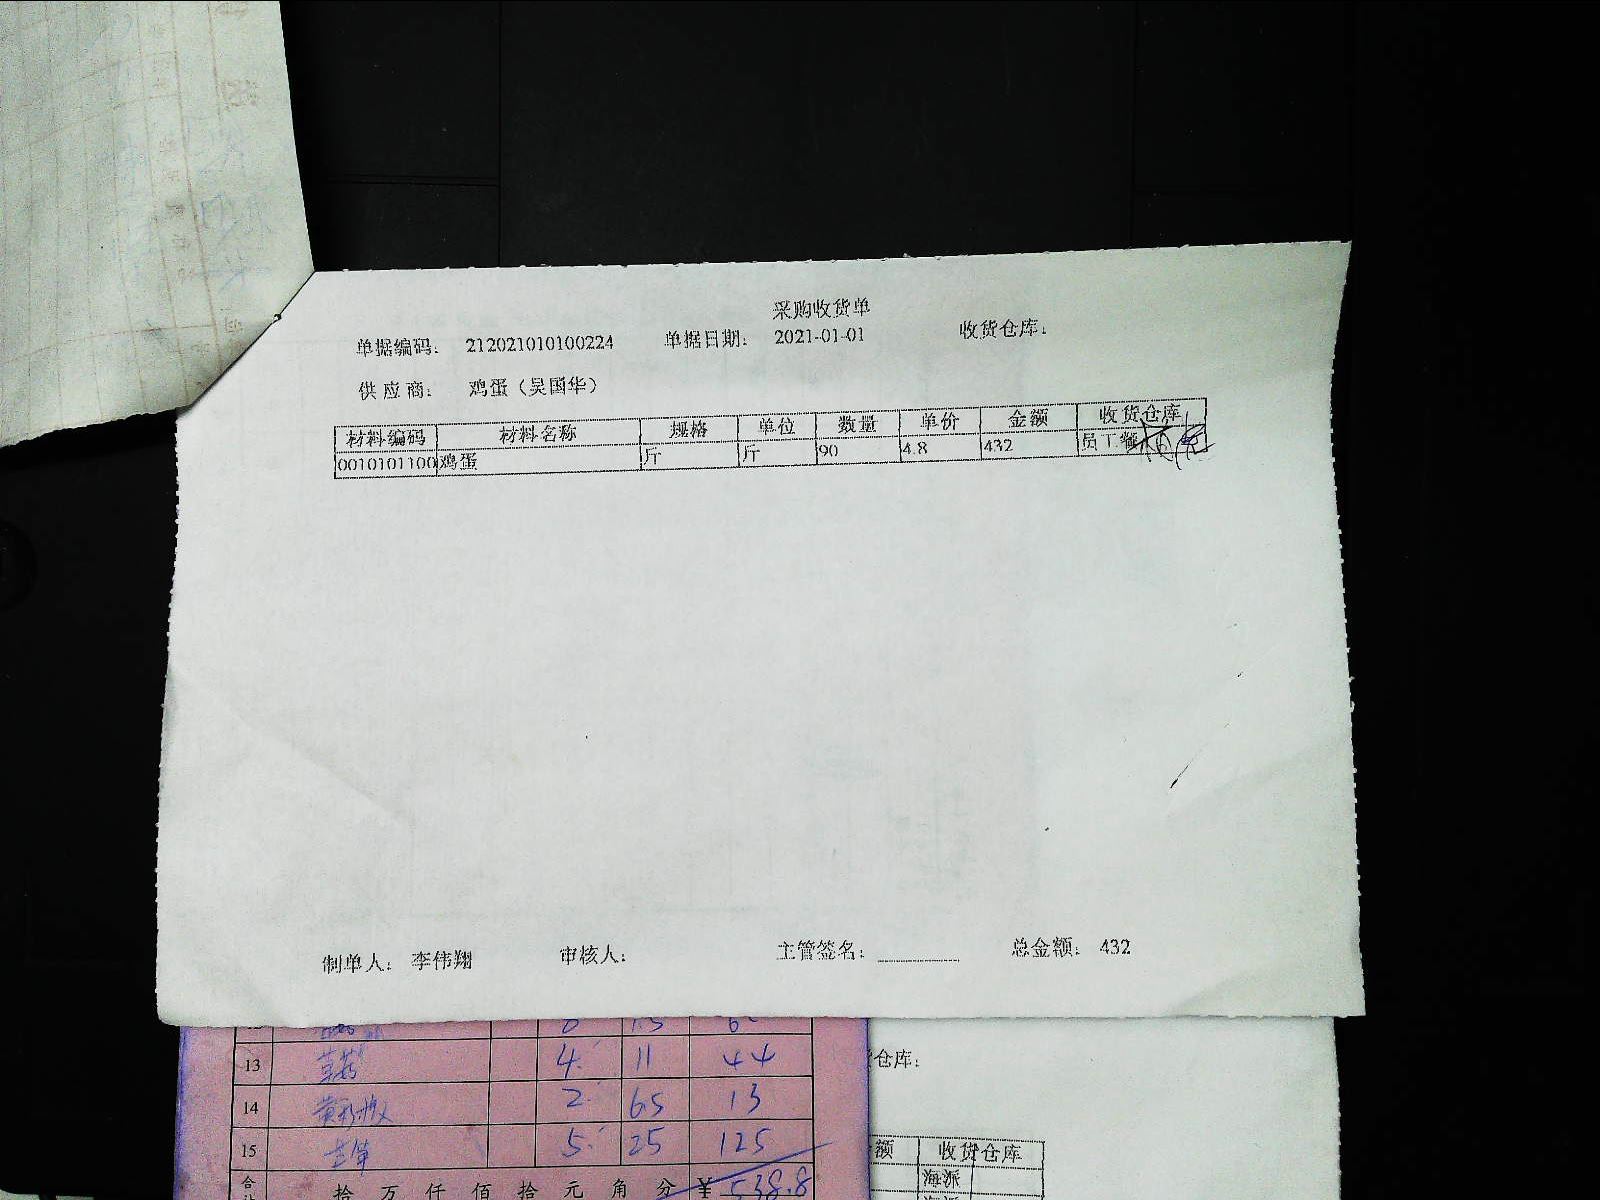 采购收货单
单据编码： 212021010100224 单据日期： 2021-01-01 收货仓库：
供应商： 鸡蛋（吴国华）
材料编码 材料名称 规格 单位 数量 单价 金额 收货仓库
0010101100 鸡蛋 斤 斤 90 4.8 432 员工餐
制单人： 李伟翔 审核人： 主管签名： 总金额： 432
13 4 11 44
仓库：
14 2 65 13
15 5 25 125
额 收货仓库
海派
合 拾 万 仟 佰 拾 元 角 分 ¥ 538.8